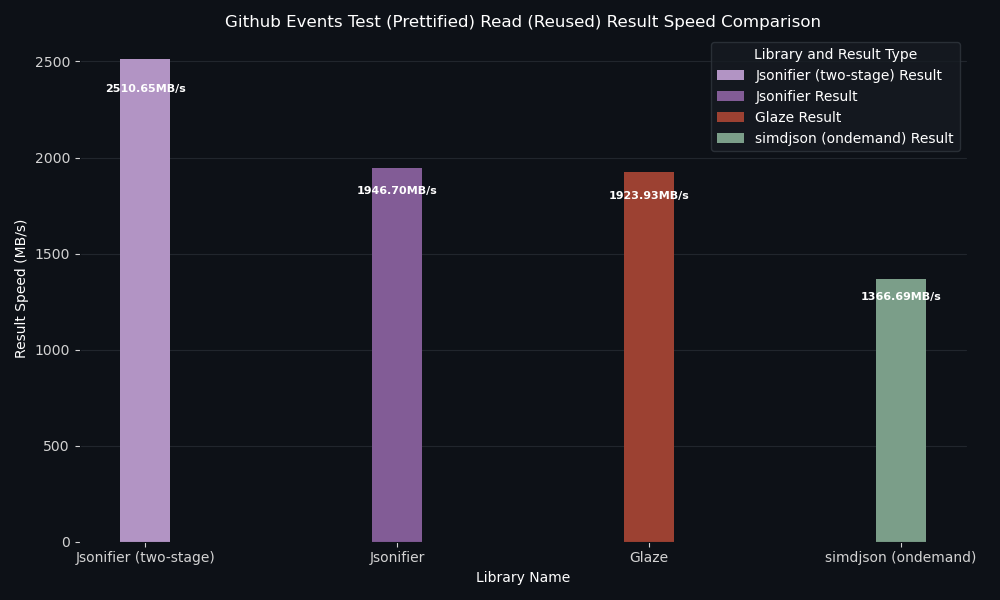 Github Events Test (Prettified) Read (Reused) Result Speed Comparison
Library and Result Type
Jsonifier (two-stage) Result
Jsonifier Result
Glaze Result
simdjson (ondemand) Result
Result Speed (MB/s)
2500
2000
1500
1000
500
0
2510.65MB/s
1946.70MB/s
1923.93MB/s
1366.69MB/s
Jsonifier (two-stage)
Jsonifier
Glaze
simdjson (ondemand)
Library Name